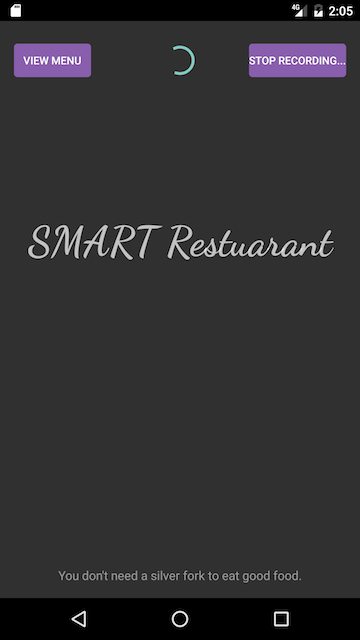 4G 2:05
VIEW MENU
STOP RECORDING...
SMART Restuarant
You don't need a silver fork to eat good food.